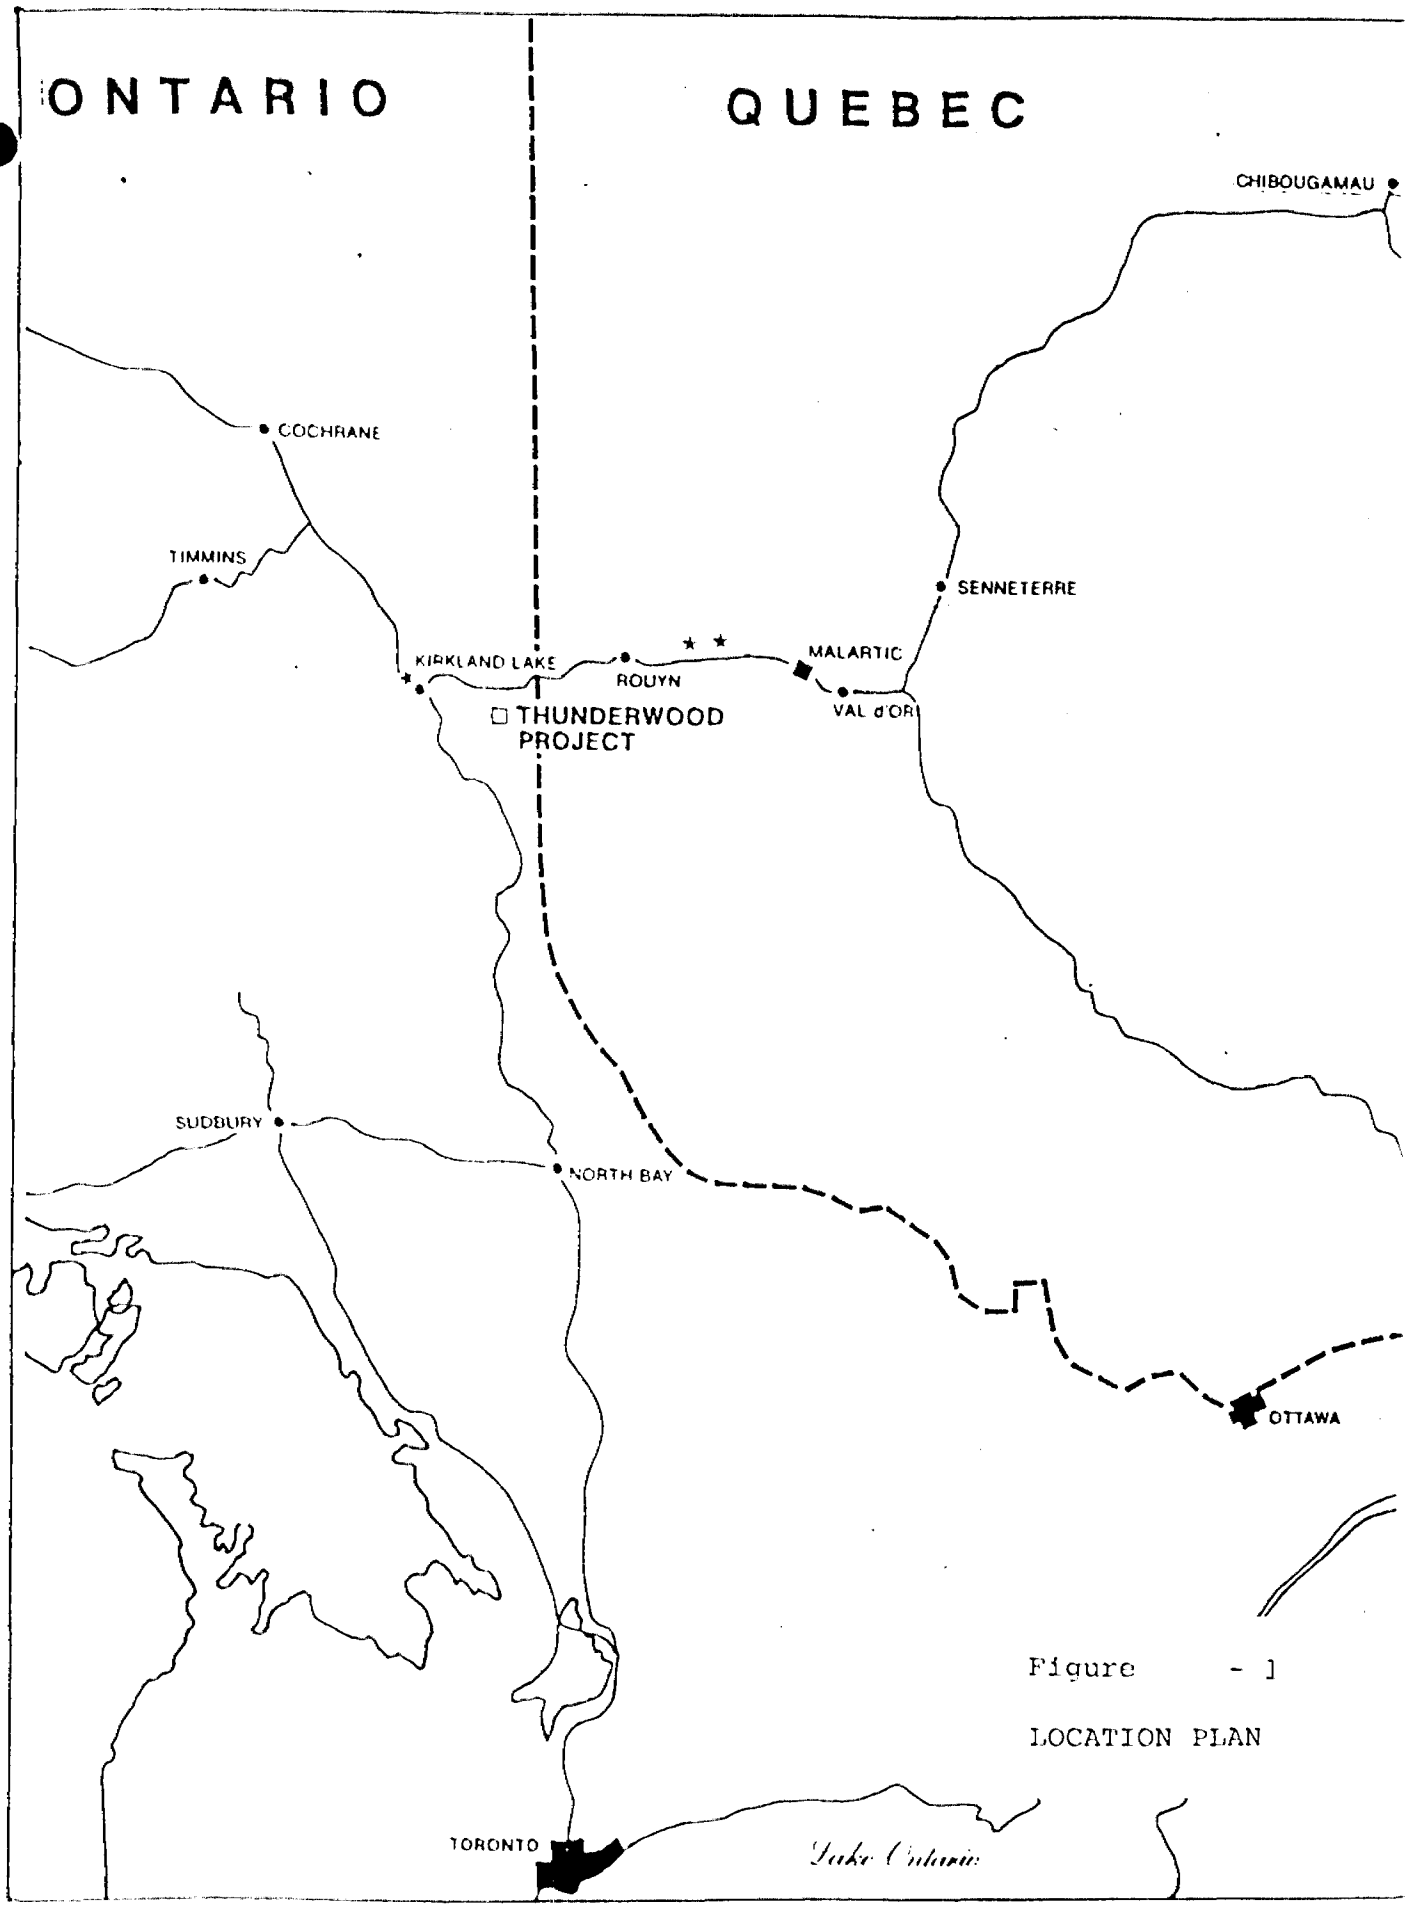 ONTARIO
QUEBEC
CHIBOUGAMAU
COCHRANE
TIMMINS
SENNETERRE
KIRKLAND LAKE
ROUYN
MALARTIC
VAL d'OR
THUNDERWOOD
PROJECT
SUDBURY
NORTH BAY
OTTAWA
Figure - 1
LOCATION PLAN
TORONTO
Lake Ontario